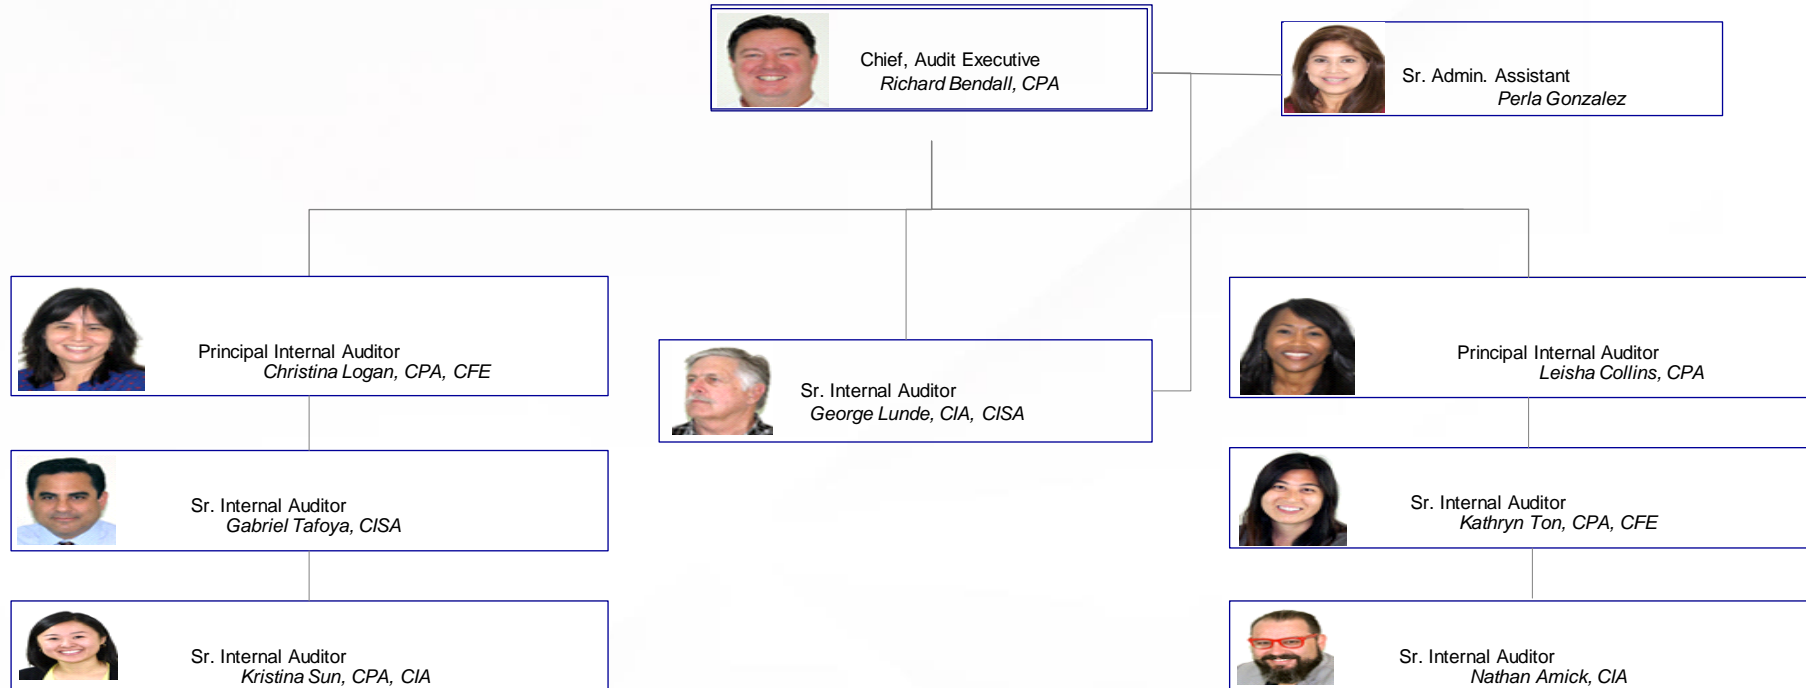 Chief, Audit Executive
Richard Bendall, CPA
Sr. Admin. Assistant
Perla Gonzalez
Principal Internal Auditor
Christina Logan, CPA, CFE
Sr. Internal Auditor
George Lunde, CIA, CISA
Principal Internal Auditor
Leisha Collins, CPA
Sr. Internal Auditor
Gabriel Tafoya, CISA
Sr. Internal Auditor
Kathryn Ton, CPA, CFE
Sr. Internal Auditor
Kristina Sun, CPA, CIA
Sr. Internal Auditor
Nathan Amick, CIA